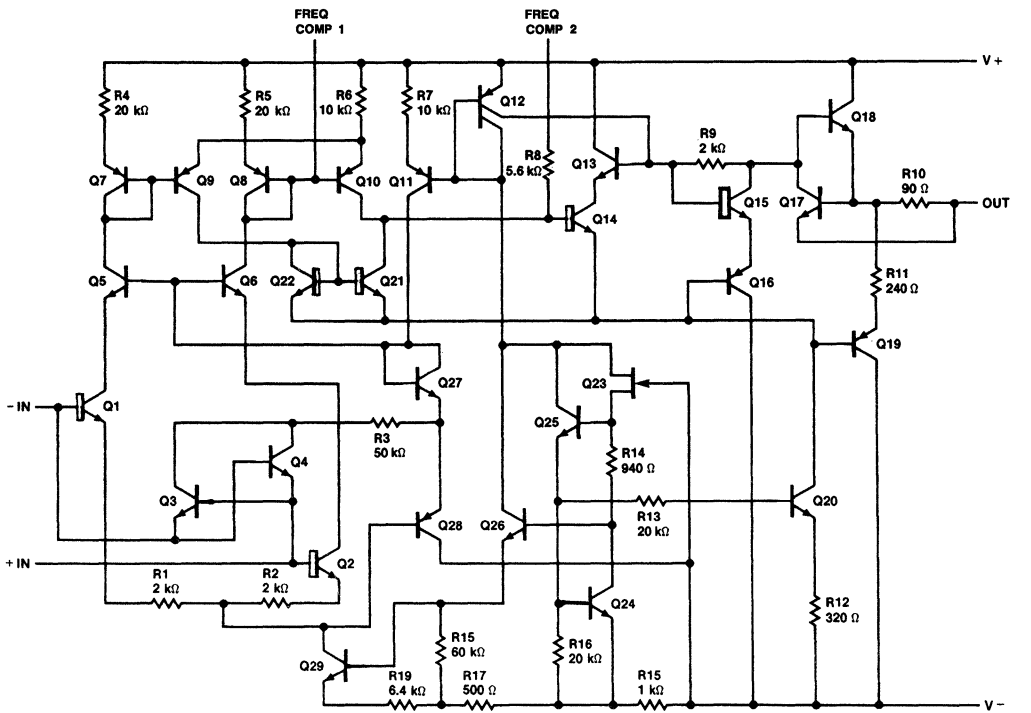 FREQ
COMP 1
FREQ
COMP 2
V+
R4
20 kΩ
R5
20 kΩ
R6
10 kΩ
R7
10 kΩ
Q12
Q18
R9
2 kΩ
R8
5.6 kΩ
Q13
Q7
Q9
Q8
Q10
Q11
Q15
Q17
R10
90 Ω
OUT
Q14
Q5
Q6
Q22
Q21
Q16
R11
240 Ω
Q19
Q27
Q23
−IN
Q1
Q25
R3
50 kΩ
R14
940 Ω
Q4
Q3
Q20
R13
20 kΩ
Q28
Q26
+IN
Q2
R1
2 kΩ
R2
2 kΩ
Q24
R12
320 Ω
R15
60 kΩ
R16
20 kΩ
Q29
R19
6.4 kΩ
R17
500 Ω
R15
1 kΩ
V−